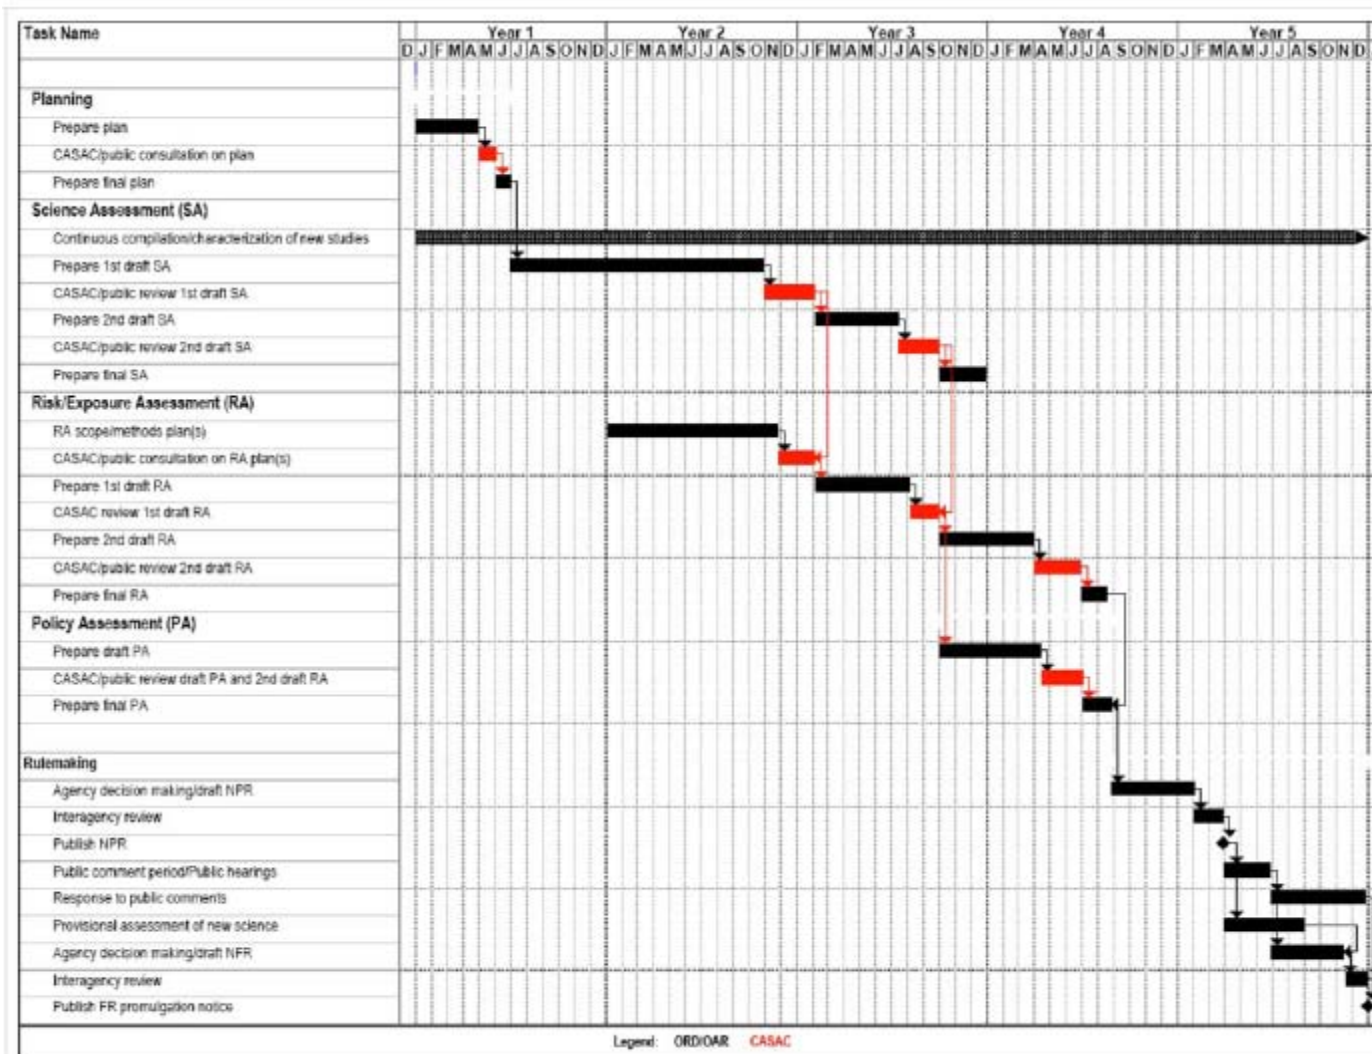 Task Name
Year 1 Year 2 Year 3 Year 4 Year 5
D J F M A M J J A S O N D J F M A M J J A S O N D J F M A M J J A S O N D J F M A M J J A S O N D J F M A M J J A S O N D
Planning
Prepare plan
CASAC/public consultation on plan
Prepare final plan
Science Assessment (SA)
Continuous compilation/characterization of new studies
Prepare 1st draft SA
CASAC/public review 1st draft SA
Prepare 2nd draft SA
CASAC/public review 2nd draft SA
Prepare final SA
Risk/Exposure Assessment (RA)
RA scope/methods plan(s)
CASAC/public consultation on RA plan(s)
Prepare 1st draft RA
CASAC review 1st draft RA
Prepare 2nd draft RA
CASAC/public review 2nd draft RA
Prepare final RA
Policy Assessment (PA)
Prepare draft PA
CASAC/public review draft PA and 2nd draft RA
Prepare final PA
Rulemaking
Agency decision making/draft NPR
Interagency review
Publish NPR
Public comment period/Public hearings
Response to public comments
Provisional assessment of new science
Agency decision making/draft NFR
Interagency review
Publish FR promulgation notice
Legend: ORD/OAR CASAC